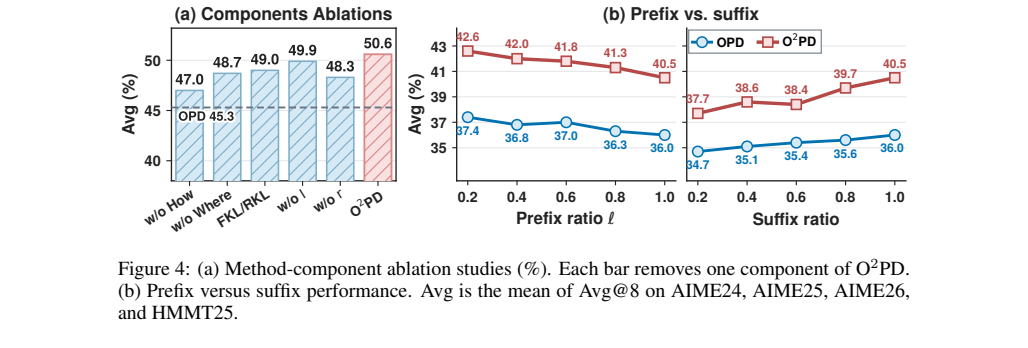 (a) Components Ablations
(b) Prefix vs. suffix
Avg (%)
50
45
40
47.0
48.7
49.0
49.9
48.3
50.6
OPD 45.3
w/o How
w/o Where
FKL/RKL
w/o l
w/o r
O²PD
Avg (%)
43
41
39
37
35
42.6
42.0
41.8
41.3
40.5
37.4
36.8
37.0
36.3
36.0
0.2 0.4 0.6 0.8 1.0
Prefix ratio ℓ
OPD O²PD
37.7
38.6
38.4
39.7
40.5
34.7
35.1
35.4
35.6
36.0
0.2 0.4 0.6 0.8 1.0
Suffix ratio
Figure 4: (a) Method-component ablation studies (%). Each bar removes one component of O²PD.
(b) Prefix versus suffix performance. Avg is the mean of Avg@8 on AIME24, AIME25, AIME26,
and HMMT25.